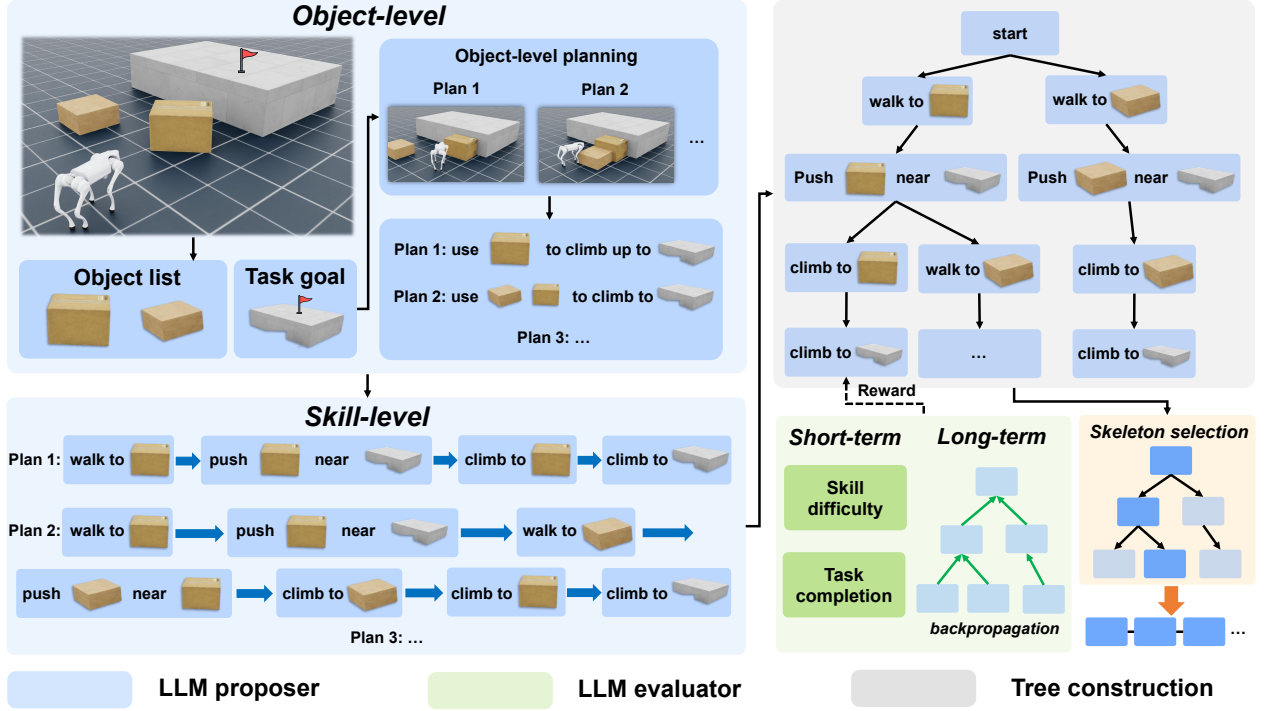 Object-level
Object list
Task goal
Object-level planning
Plan 1 Plan 2
...
Plan 1: use to climb up to
Plan 2: use to climb to
Plan 3: ...
Skill-level
Plan 1: walk to push near climb to climb to
Plan 2: walk to push near walk to
push near climb to climb to climb to
Plan 3: ...
start
walk to walk to
Push near Push near
climb to walk to climb to
climb to ... climb to
Reward
Short-term Long-term
Skill
difficulty
Task
completion
backpropagation
Skeleton selection
...
LLM proposer LLM evaluator Tree construction